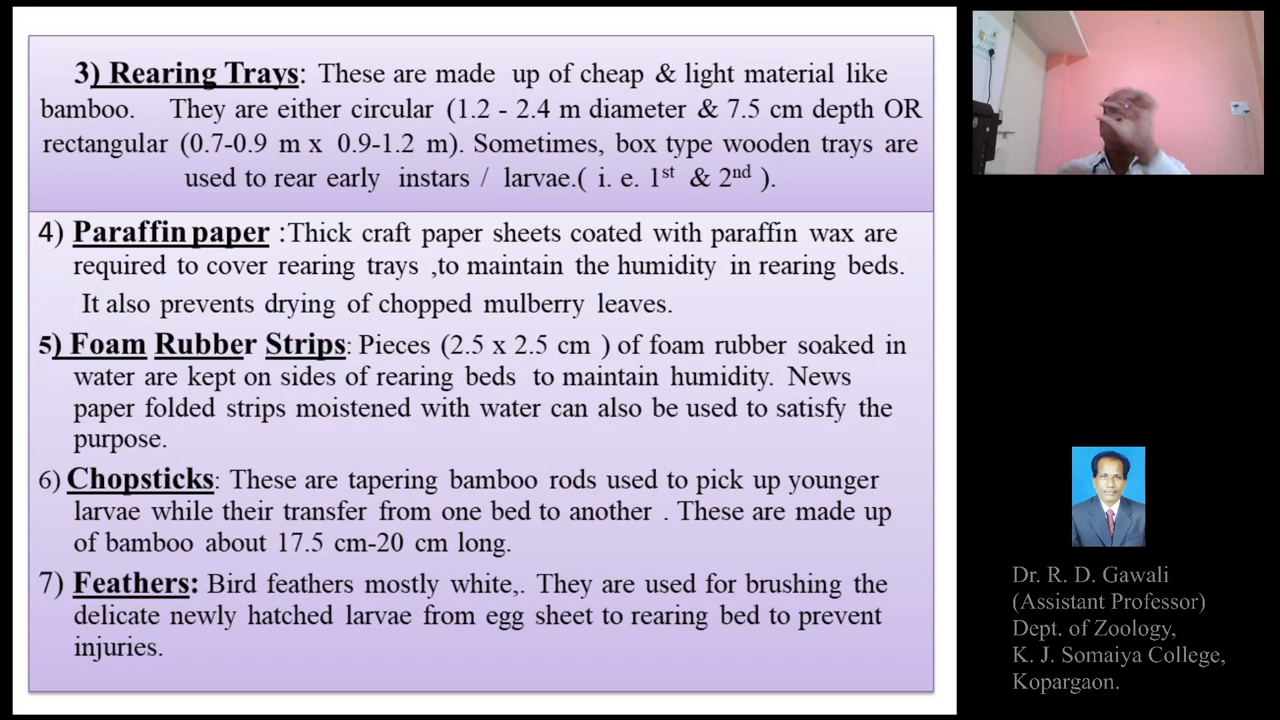 3) Rearing Trays: These are made up of cheap & light material like
bamboo. They are either circular (1.2 - 2.4 m diameter & 7.5 cm depth OR
rectangular (0.7-0.9 m x 0.9-1.2 m). Sometimes, box type wooden trays are
used to rear early instars / larvae.( i. e. 1st & 2nd ).
4) Paraffin paper :Thick craft paper sheets coated with paraffin wax are
required to cover rearing trays ,to maintain the humidity in rearing beds.
It also prevents drying of chopped mulberry leaves.
5) Foam Rubber Strips: Pieces (2.5 x 2.5 cm ) of foam rubber soaked in
water are kept on sides of rearing beds to maintain humidity. News
paper folded strips moistened with water can also be used to satisfy the
purpose.
6) Chopsticks: These are tapering bamboo rods used to pick up younger
larvae while their transfer from one bed to another . These are made up
of bamboo about 17.5 cm-20 cm long.
7) Feathers: Bird feathers mostly white,. They are used for brushing the
delicate newly hatched larvae from egg sheet to rearing bed to prevent
injuries.
Dr. R. D. Gawali
(Assistant Professor)
Dept. of Zoology,
K. J. Somaiya College,
Kopargaon.